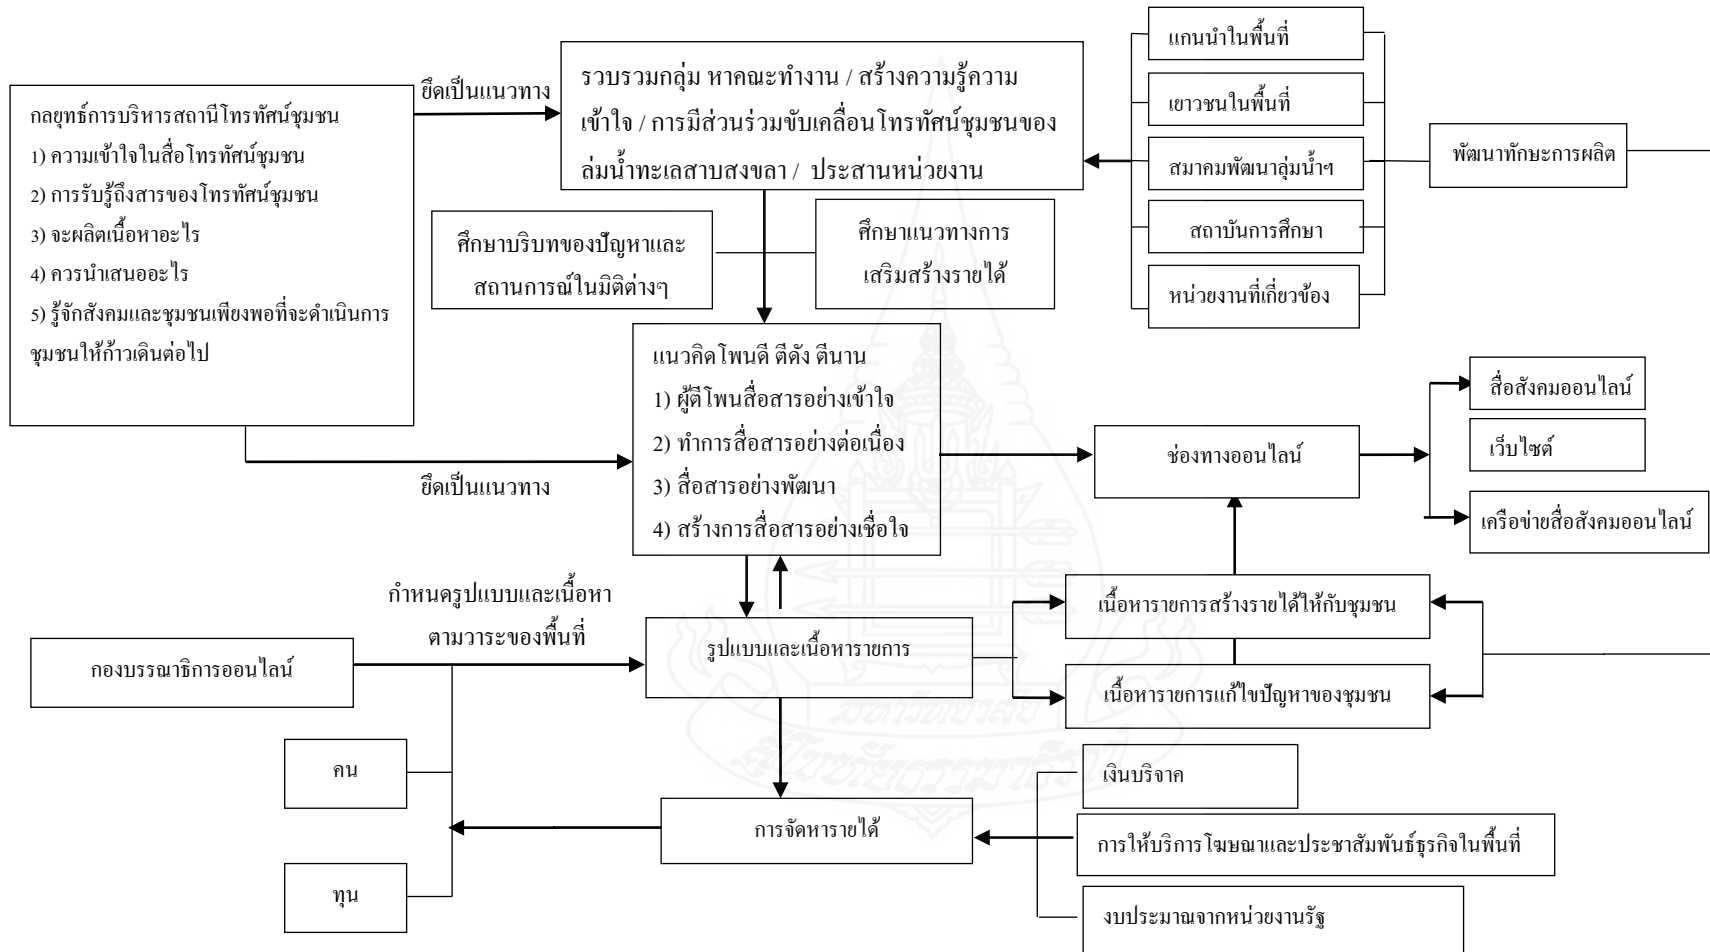 กลยุทธ์การบริหารสถานีโทรทัศน์ชุมชน
1) ความเข้าใจในสื่อโทรทัศน์ชุมชน
2) การรับรู้ถึงสารของโทรทัศน์ชุมชน
3) จะผลิตเนื้อหาอะไร
4) ควรนำเสนออะไร
5) รู้จักสังคมและชุมชนเพียงพอที่จะดำเนินการ
ชุมชนให้ก้าวเดินต่อไป
ยึดเป็นแนวทาง
รวบรวมกลุ่ม หาคณะทำงาน / สร้างความรู้ความ
เข้าใจ / การมีส่วนร่วมขับเคลื่อนโทรทัศน์ชุมชนของ
ลุ่มน้ำทะเลสาบสงขลา / ประสานหน่วยงาน
แกนนำในพื้นที่
เยาวชนในพื้นที่
สมาคมพัฒนาลุ่มน้ำฯ
สถาบันการศึกษา
หน่วยงานที่เกี่ยวข้อง
พัฒนาทักษะการผลิต
ศึกษาบริบทของปัญหาและ
สถานการณ์ในมิติต่างๆ
ศึกษาแนวทางการ
เสริมสร้างรายได้
ยึดเป็นแนวทาง
แนวคิดโพนดี ตีดัง ตีนาน
1) ผู้ตีโพนสื่อสารอย่างเข้าใจ
2) ทำการสื่อสารอย่างต่อเนื่อง
3) สื่อสารอย่างพัฒนา
4) สร้างการสื่อสารอย่างเชื่อใจ
ช่องทางออนไลน์
สื่อสังคมออนไลน์
เว็บไซต์
เครือข่ายสื่อสังคมออนไลน์
กำหนดรูปแบบและเนื้อหา
ตามวาระของพื้นที่
กองบรรณาธิการออนไลน์
รูปแบบและเนื้อหารายการ
เนื้อหารายการสร้างรายได้ให้กับชุมชน
เนื้อหารายการแก้ไขปัญหาของชุมชน
คน
ทุน
การจัดหารายได้
เงินบริจาค
การให้บริการโฆษณาและประชาสัมพันธ์ธุรกิจในพื้นที่
งบประมาณจากหน่วยงานรัฐ
มหาวิทยาลัย
สุโขทัยธรรมาธิราช